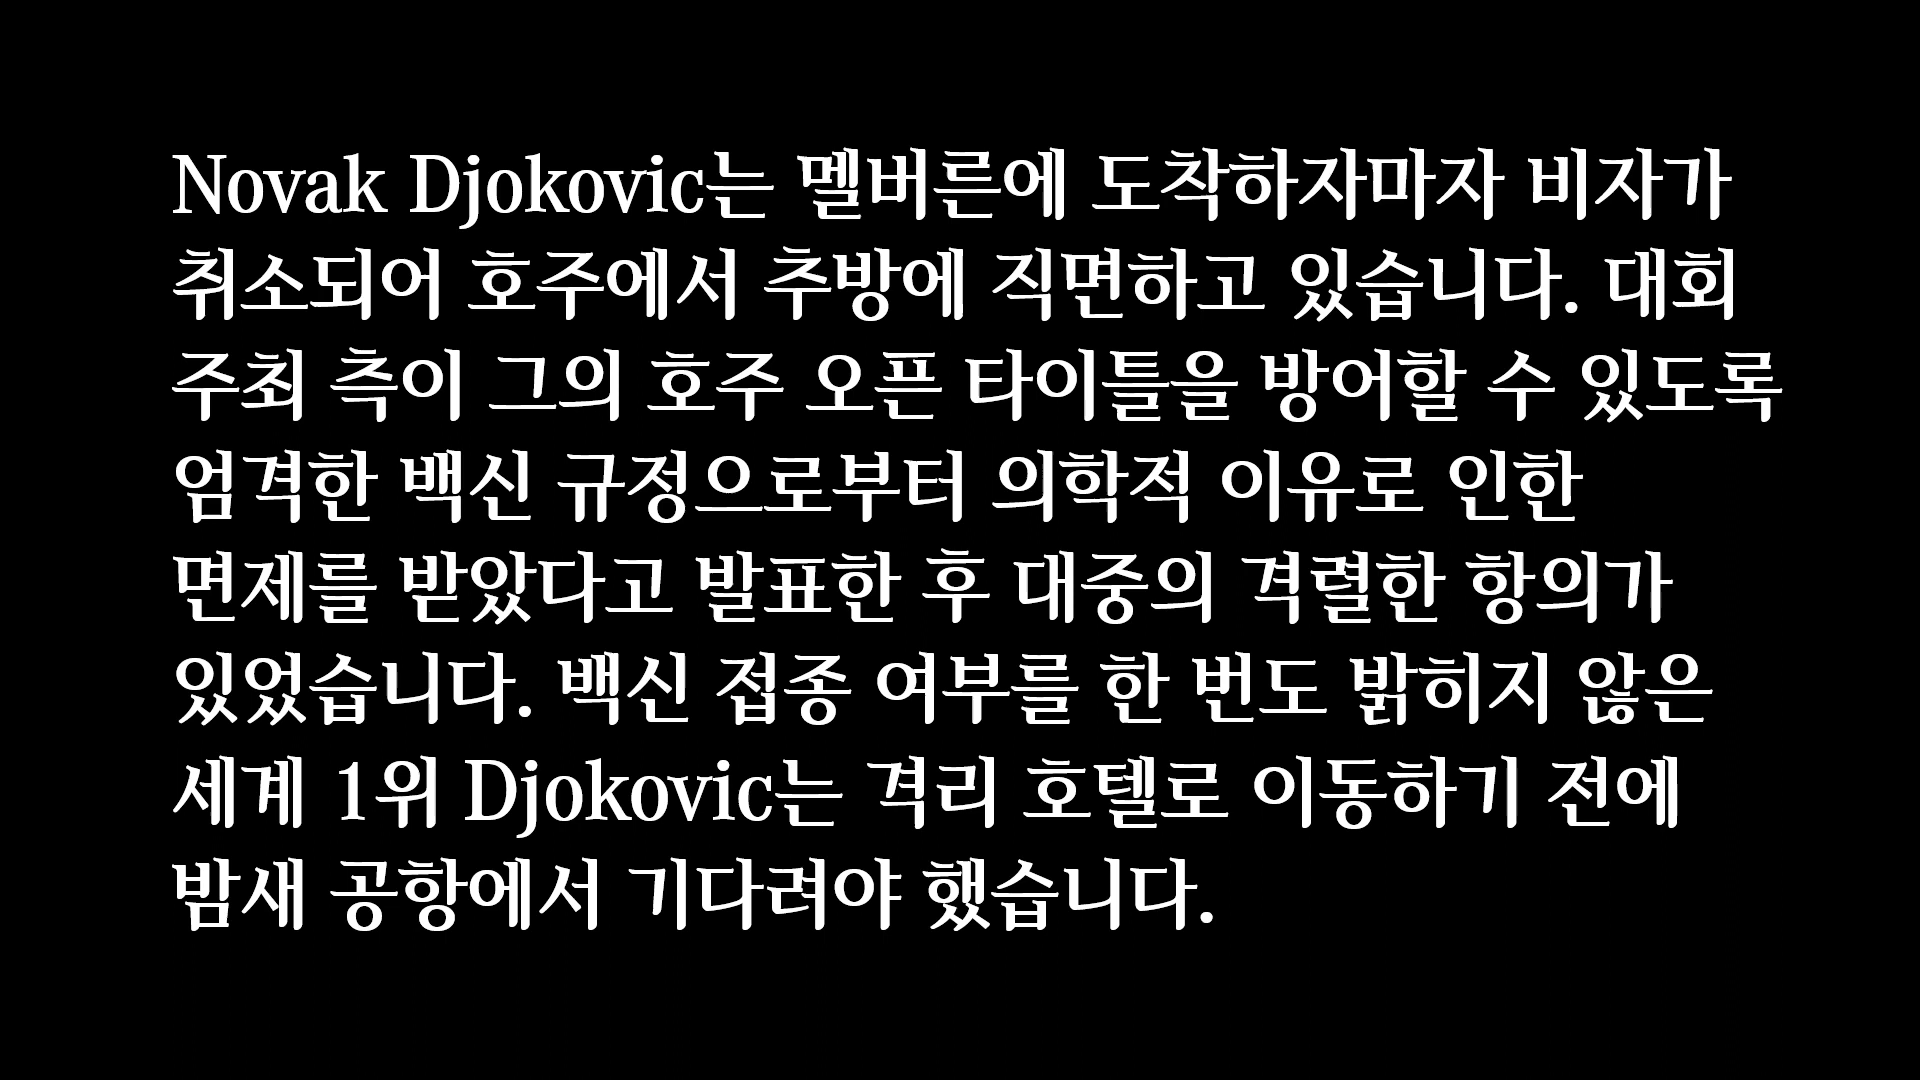 Novak Djokovic는 멜버른에 도착하자마자 비자가
취소되어 호주에서 추방에 직면하고 있습니다. 대회
주최 측이 그의 호주 오픈 타이틀을 방어할 수 있도록
엄격한 백신 규정으로부터 의학적 이유로 인한
면제를 받았다고 발표한 후 대중의 격렬한 항의가
있었습니다. 백신 접종 여부를 한 번도 밝히지 않은
세계 1위 Djokovic는 격리 호텔로 이동하기 전에
밤새 공항에서 기다려야 했습니다.